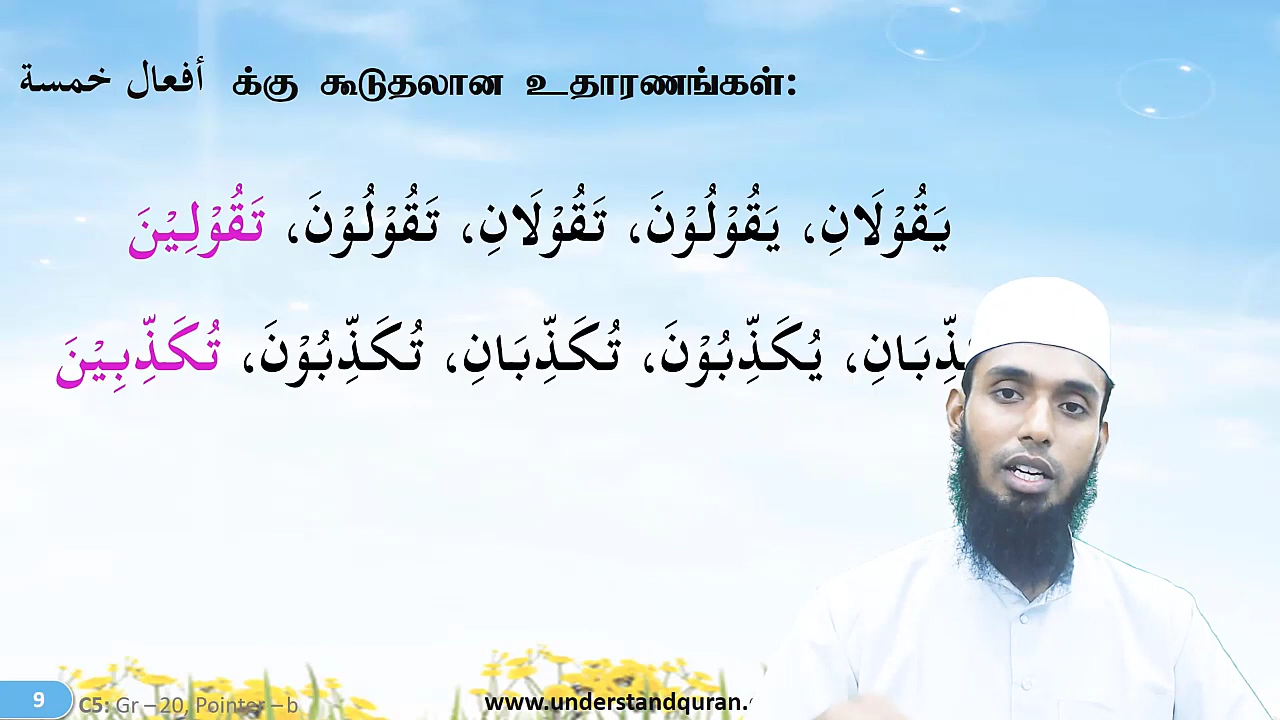 أفعال خمسة க்கு கூடுதலான உதாரணங்கள்:
يَقُوْلَانِ، يَقُوْلُوْنَ، تَقُوْلَانِ، تَقُوْلُوْنَ، تَقُوْلِيْنَ
يُكَذِّبُوْنَ، تُكَذِّبَانِ، تُكَذِّبُوْنَ، تُكَذِّبِيْنَ
9
C5: Gr – 20, Pointer – b
www.understandquran.